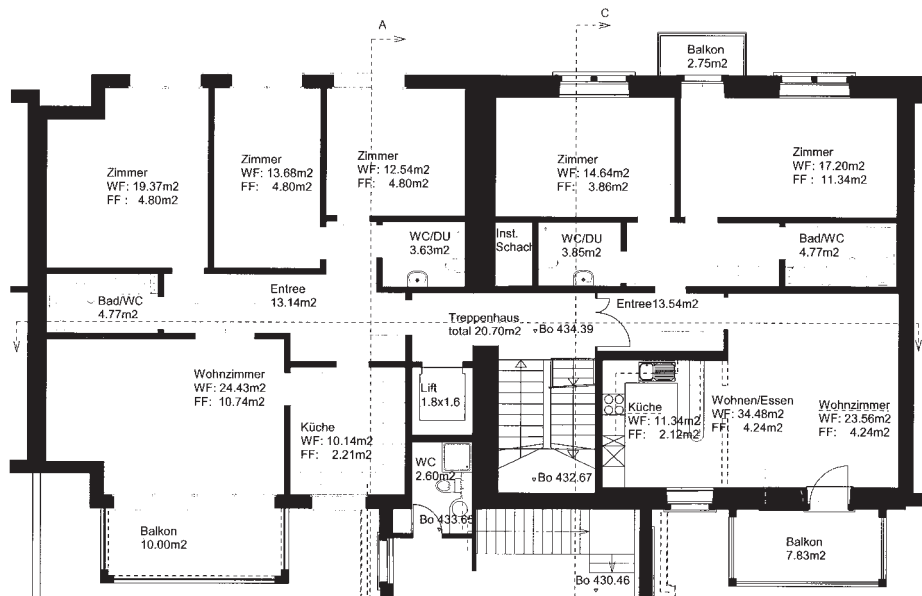 A
C
Balkon
2.75m2
Zimmer
WF: 19.37m2
FF : 4.80m2
Zimmer
WF: 13.68m2
FF: 4.80m2
Zimmer
WF: 12.54m2
FF: 4.80m2
Zimmer
WF: 14.64m2
FF: 3.86m2
Zimmer
WF: 17.20m2
FF : 11.34m2
WC/DU
3.63m2
Inst.
Schach
WC/DU
3.85m2
Bad/WC
4.77m2
Bad/WC
4.77m2
Entree
13.14m2
Treppenhaus
total 20.70m2
Bo 434.39
Entree13.54m2
Wohnzimmer
WF: 24.43m2
FF: 10.74m2
Küche
WF: 10.14m2
FF: 2.21m2
Lift
1.8x1.6
WC
2.60m2
Küche
WF: 11.34m2
FF: 2.12m2
Wohnen/Essen
WF: 34.48m2
FF: 4.24m2
Wohnzimmer
WF: 23.56m2
FF: 4.24m2
Bo 432.67
Bo 433.65
Balkon
10.00m2
Balkon
7.83m2
Bo 430.46